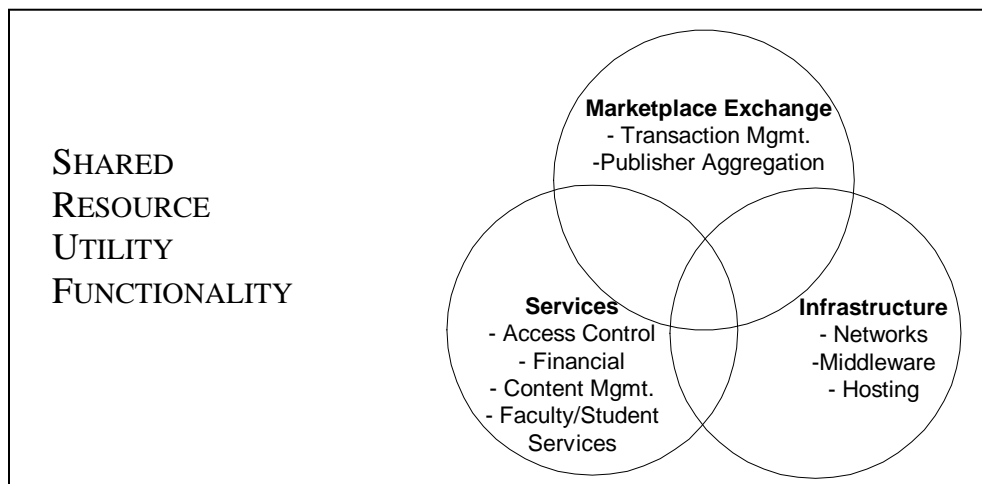 SHARED
RESOURCE
UTILITY
FUNCTIONALITY
Marketplace Exchange
- Transaction Mgmt.
-Publisher Aggregation
Services
- Access Control
- Financial
- Content Mgmt.
- Faculty/Student
Services
Infrastructure
- Networks
-Middleware
- Hosting